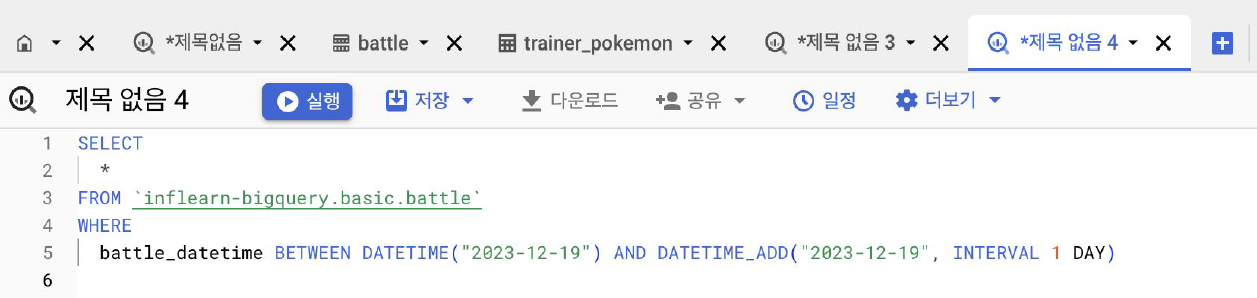 *제목없음 battle trainer_pokemon *제목 없음 3 *제목 없음 4
제목 없음 4 실행 저장 다운로드 공유 일정 더보기
1 SELECT
2 *
3 FROM `inflearn-bigquery.basic.battle`
4 WHERE
5 battle_datetime BETWEEN DATETIME("2023-12-19") AND DATETIME_ADD("2023-12-19", INTERVAL 1 DAY)
6